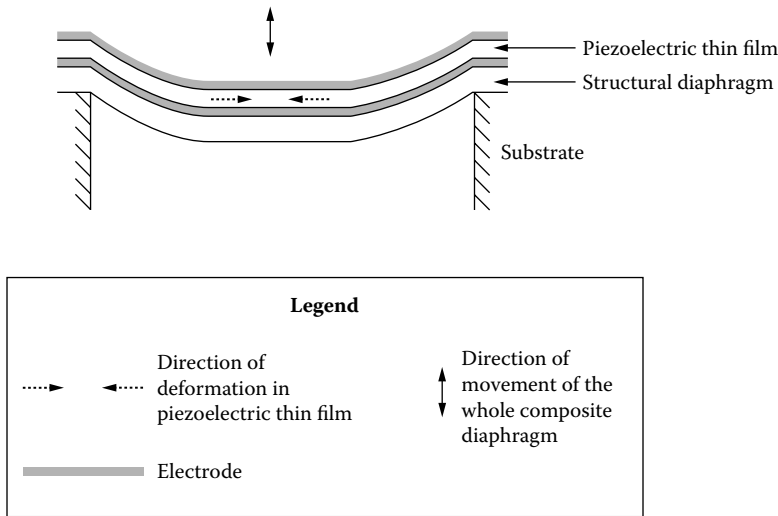 Piezoelectric thin film
Structural diaphragm
Substrate
Legend
Direction of
deformation in
piezoelectric thin film
Direction of
movement of the
whole composite
diaphragm
Electrode